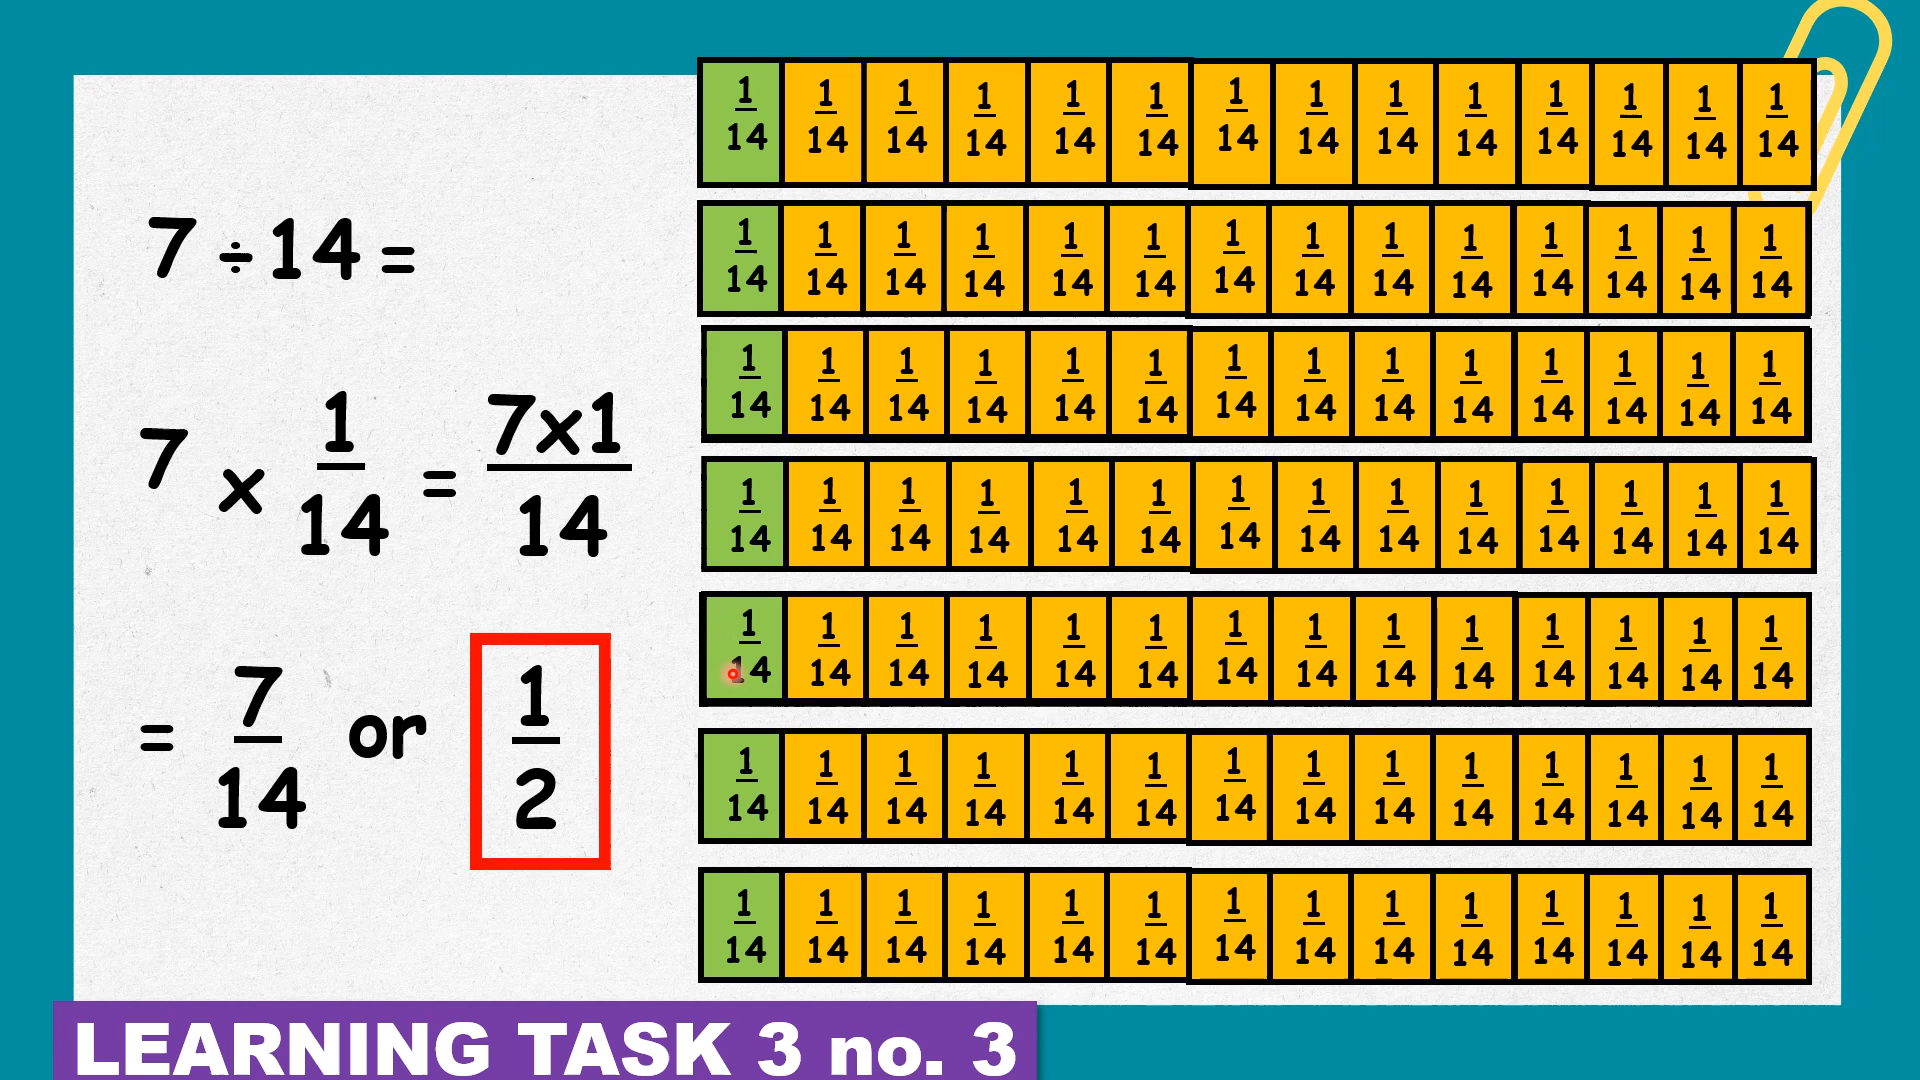 7 ÷ 14 =
7 x 1/14 = 7x1/14
= 7/14 or 1/2
1/14 1/14 1/14 1/14 1/14 1/14 1/14 1/14 1/14 1/14 1/14 1/14 1/14 1/14
1/14 1/14 1/14 1/14 1/14 1/14 1/14 1/14 1/14 1/14 1/14 1/14 1/14 1/14
1/14 1/14 1/14 1/14 1/14 1/14 1/14 1/14 1/14 1/14 1/14 1/14 1/14 1/14
1/14 1/14 1/14 1/14 1/14 1/14 1/14 1/14 1/14 1/14 1/14 1/14 1/14 1/14
1/14 1/14 1/14 1/14 1/14 1/14 1/14 1/14 1/14 1/14 1/14 1/14 1/14 1/14
1/14 1/14 1/14 1/14 1/14 1/14 1/14 1/14 1/14 1/14 1/14 1/14 1/14 1/14
1/14 1/14 1/14 1/14 1/14 1/14 1/14 1/14 1/14 1/14 1/14 1/14 1/14 1/14
LEARNING TASK 3 no. 3